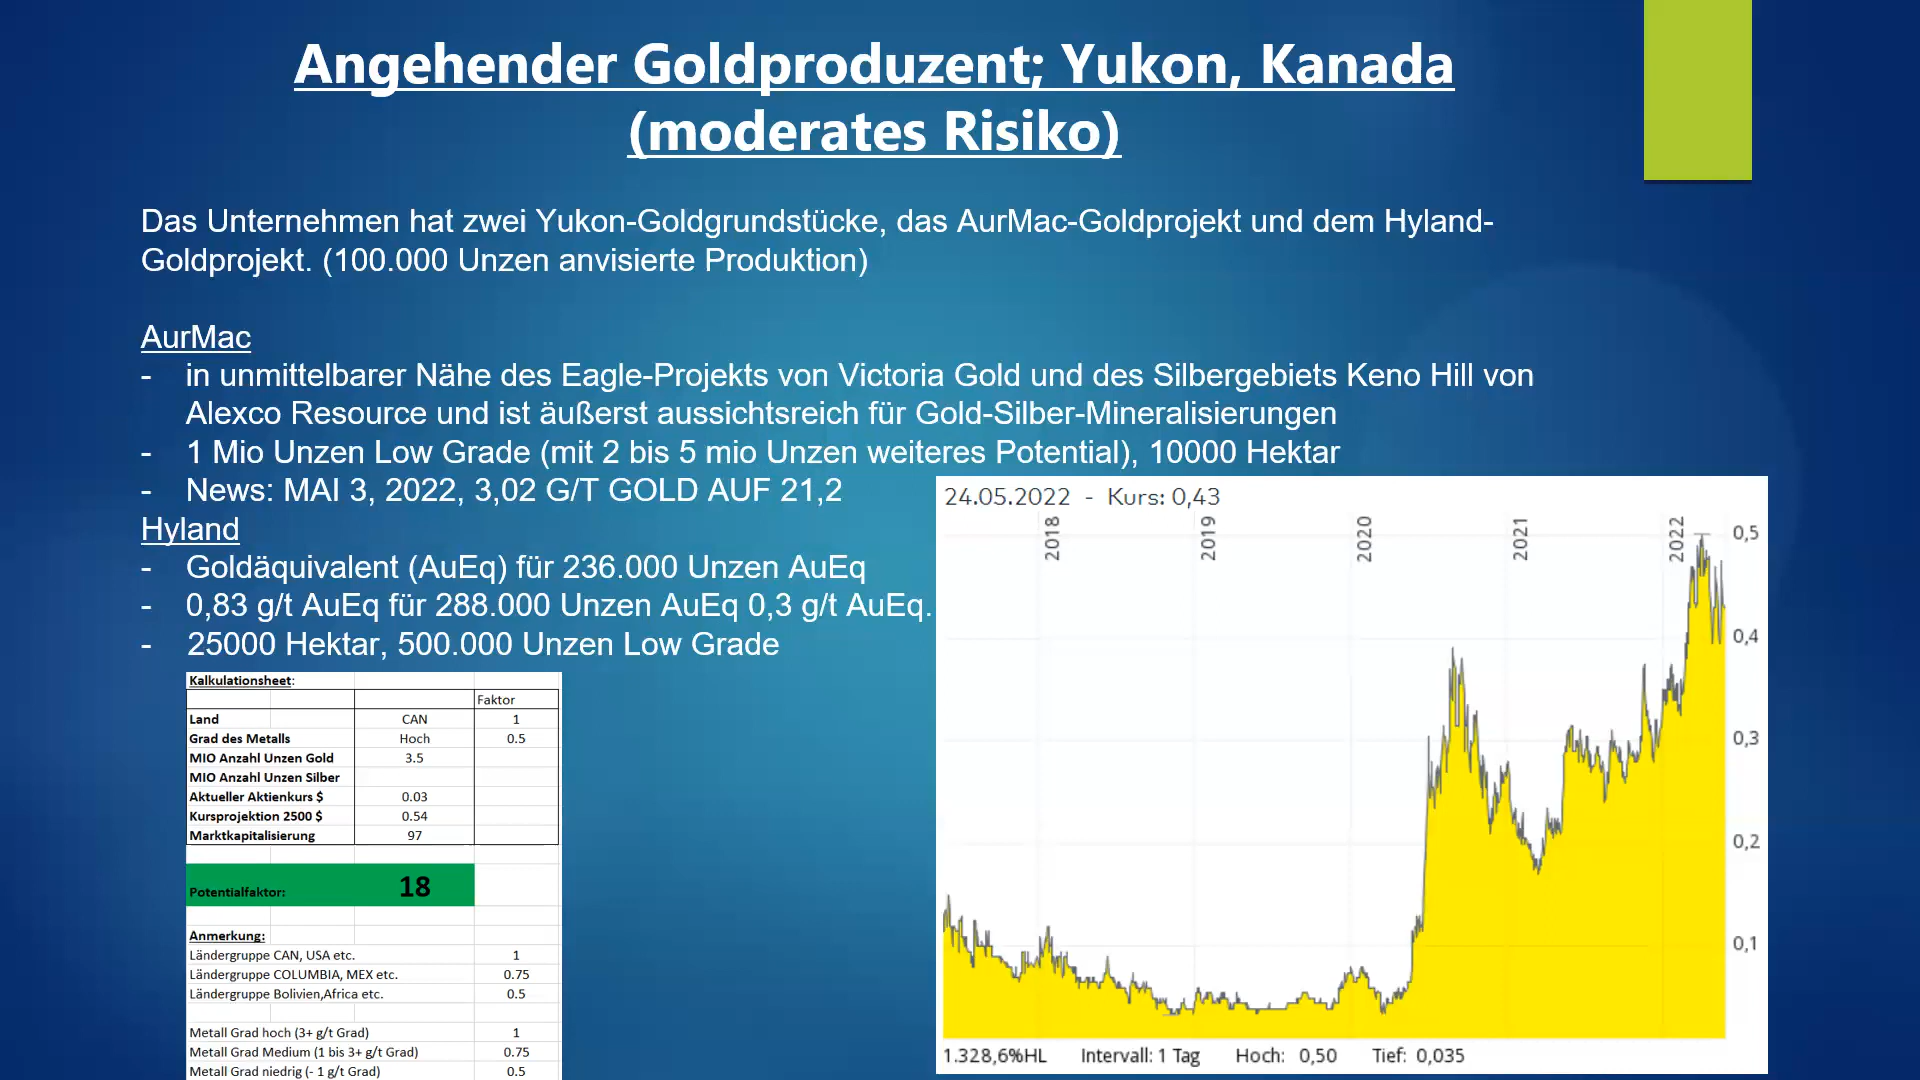 Angehender Goldproduzent; Yukon, Kanada
(moderates Risiko)
Das Unternehmen hat zwei Yukon-Goldgrundstücke, das AurMac-Goldprojekt und dem Hyland-
Goldprojekt. (100.000 Unzen anvisierte Produktion)
AurMac
- in unmittelbarer Nähe des Eagle-Projekts von Victoria Gold und des Silbergebiets Keno Hill von
Alexco Resource und ist äußerst aussichtsreich für Gold-Silber-Mineralisierungen
- 1 Mio Unzen Low Grade (mit 2 bis 5 mio Unzen weiteres Potential), 10000 Hektar
- News: MAI 3, 2022, 3,02 G/T GOLD AUF 21,2
Hyland
- Goldäquivalent (AuEq) für 236.000 Unzen AuEq
- 0,83 g/t AuEq für 288.000 Unzen AuEq 0,3 g/t AuEq.
- 25000 Hektar, 500.000 Unzen Low Grade
Kalkulationsheet:
Faktor
Land CAN 1
Grad des Metalls Hoch 0.5
MIO Anzahl Unzen Gold 3.5
MIO Anzahl Unzen Silber
Aktueller Aktienkurs $ 0.03
Kursprojektion 2500 $ 0.54
Marktkapitalisierung 97
Potentialfaktor: 18
Anmerkung:
Ländergruppe CAN, USA etc. 1
Ländergruppe COLUMBIA, MEX etc. 0.75
Ländergruppe Bolivien,Africa etc. 0.5
Metall Grad hoch (3+ g/t Grad) 1
Metall Grad Medium (1 bis 3+ g/t Grad) 0.75
Metall Grad niedrig (- 1 g/t Grad) 0.5
24.05.2022 - Kurs: 0,43
2018 2019 2020 2021 2022
0,5
0,4
0,3
0,2
0,1
1.328,6%HL Intervall: 1 Tag Hoch: 0,50 Tief: 0,035